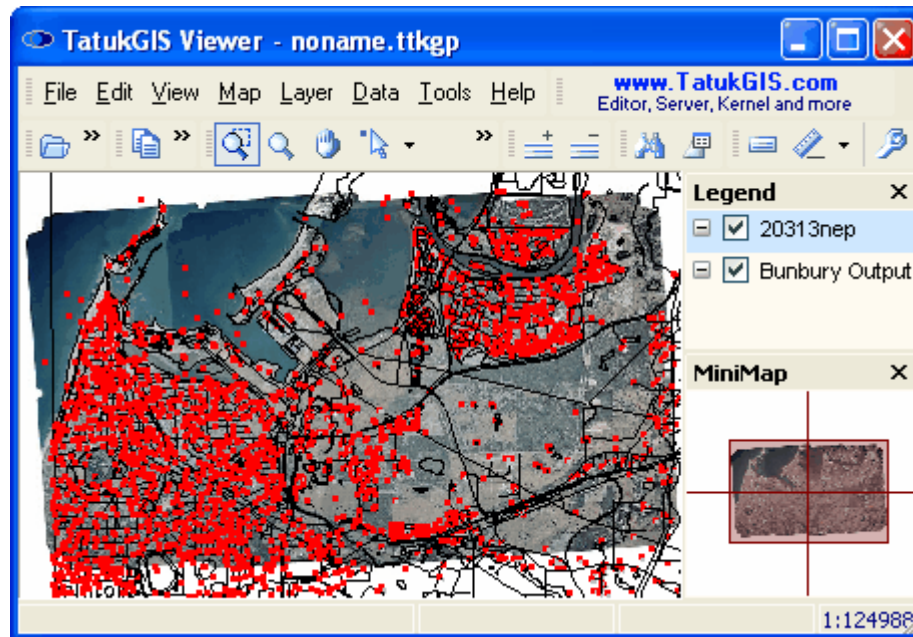 TatukGIS Viewer - noname.ttkgp
File Edit View Map Layer Data Tools Help
www.TatukGIS.com
Editor, Server, Kernel and more
Legend
20313nep
Bunbury Output
MiniMap
1:124988